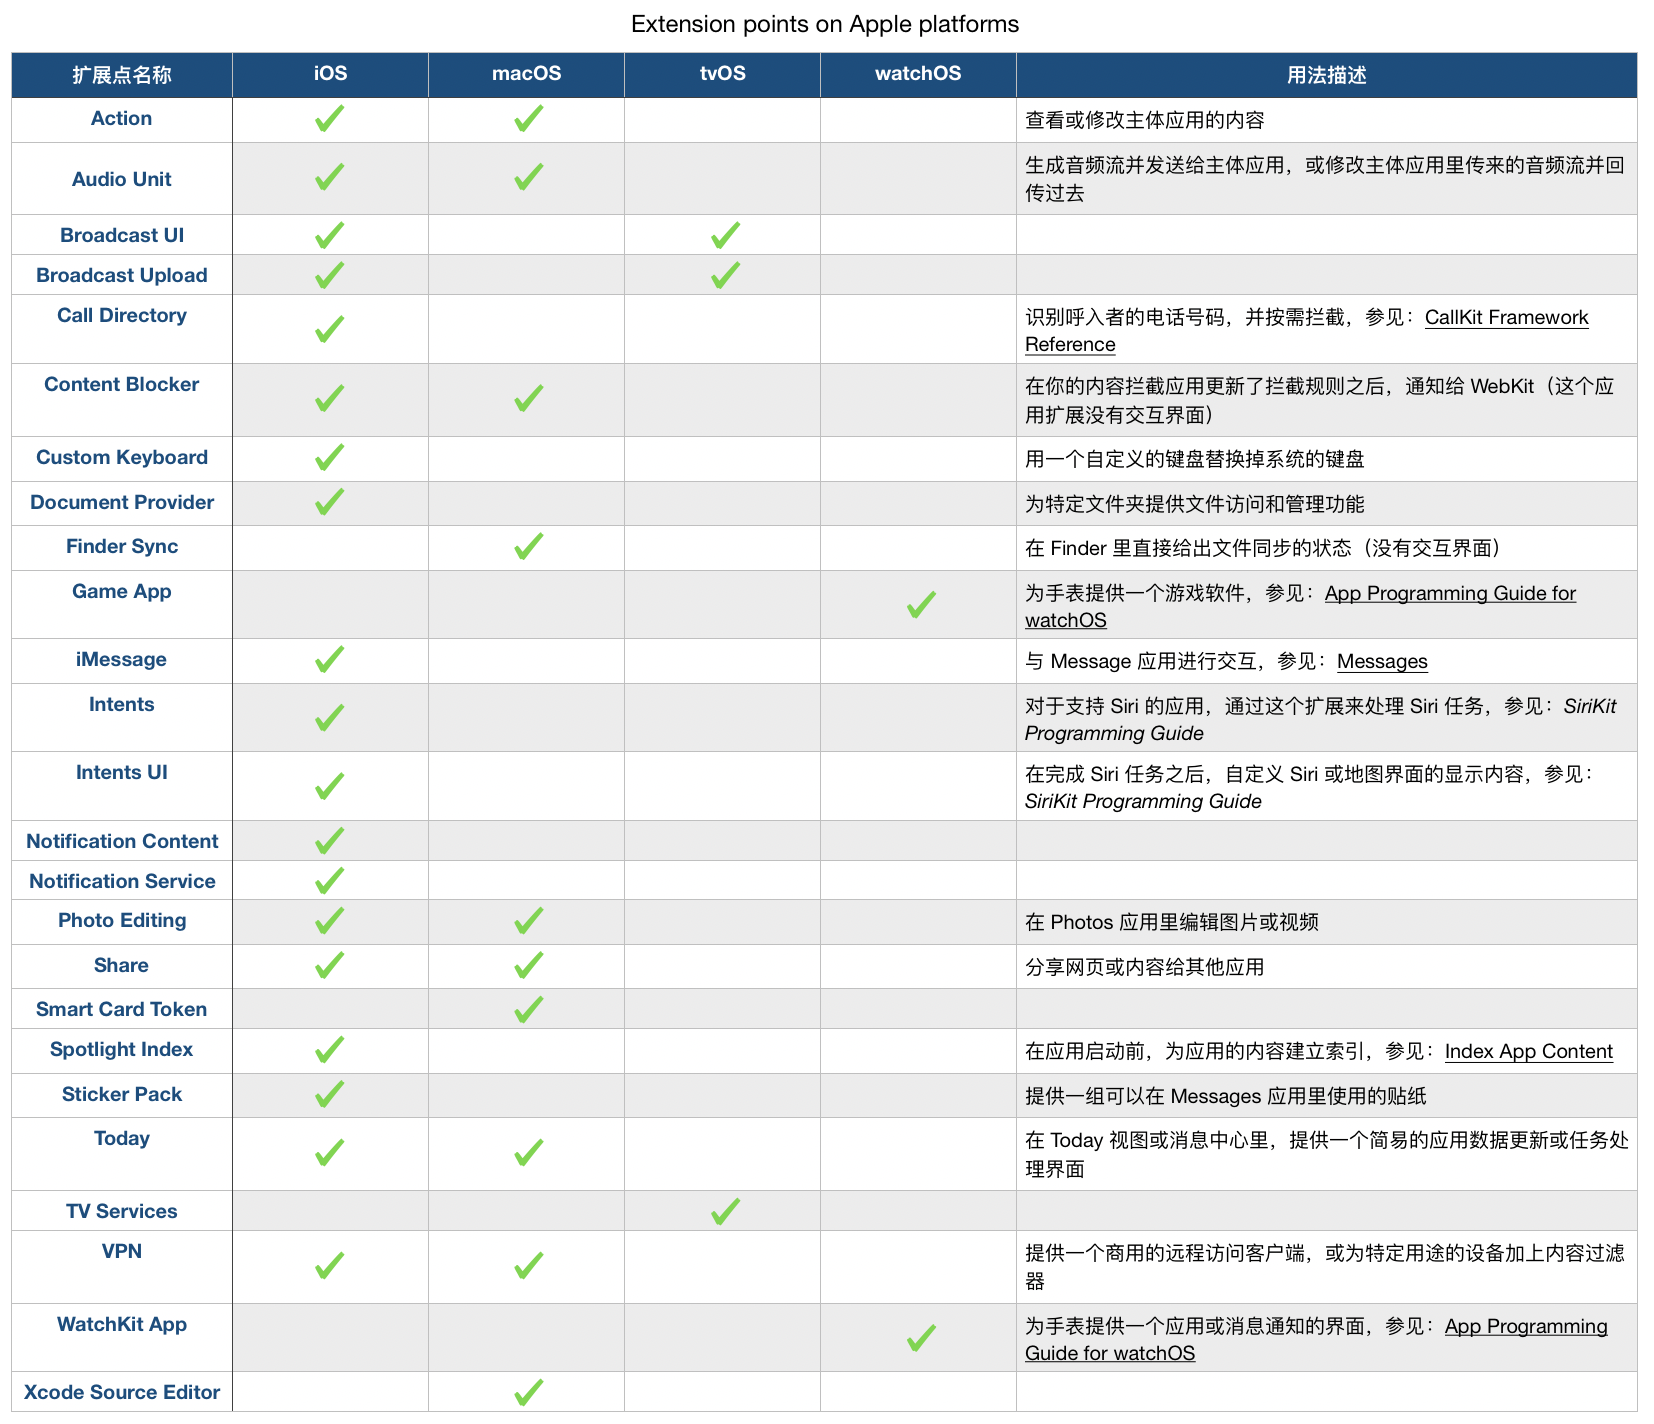 Extension points on Apple platforms
扩展点名称 iOS macOS tvOS watchOS 用法描述
Action 查看或修改主体应用的内容
Audio Unit 生成音频流并发送给主体应用，或修改主体应用里传来的音频流并回
传过去
Broadcast UI
Broadcast Upload
Call Directory 识别呼入者的电话号码，并按需拦截，参见：CallKit Framework
Reference
Content Blocker 在你的内容拦截应用更新了拦截规则之后，通知给 WebKit（这个应
用扩展没有交互界面）
Custom Keyboard 用一个自定义的键盘替换掉系统的键盘
Document Provider 为特定文件夹提供文件访问和管理功能
Finder Sync 在 Finder 里直接给出文件同步的状态（没有交互界面）
Game App 为手表提供一个游戏软件，参见：App Programming Guide for
watchOS
iMessage 与 Message 应用进行交互，参见：Messages
Intents 对于支持 Siri 的应用，通过这个扩展来处理 Siri 任务，参见：SiriKit
Programming Guide
Intents UI 在完成 Siri 任务之后，自定义 Siri 或地图界面的显示内容，参见：
SiriKit Programming Guide
Notification Content
Notification Service
Photo Editing 在 Photos 应用里编辑图片或视频
Share 分享网页或内容给其他应用
Smart Card Token
Spotlight Index 在应用启动前，为应用的内容建立索引，参见：Index App Content
Sticker Pack 提供一组可以在 Messages 应用里使用的贴纸
Today 在 Today 视图或消息中心里，提供一个简易的应用数据更新或任务处
理界面
TV Services
VPN 提供一个商用的远程访问客户端，或为特定用途的设备加上内容过滤
器
WatchKit App 为手表提供一个应用或消息通知的界面，参见：App Programming
Guide for watchOS
Xcode Source Editor